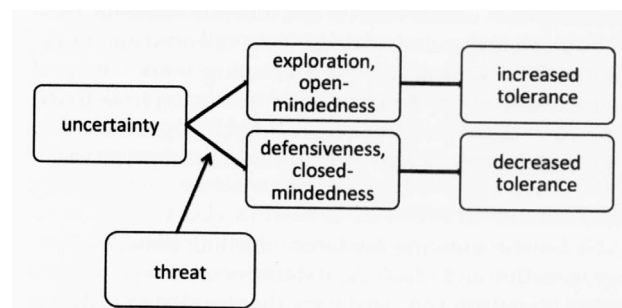 exploration,
open-
mindedness
increased
tolerance
uncertainty
defensiveness,
closed-
mindedness
decreased
tolerance
threat